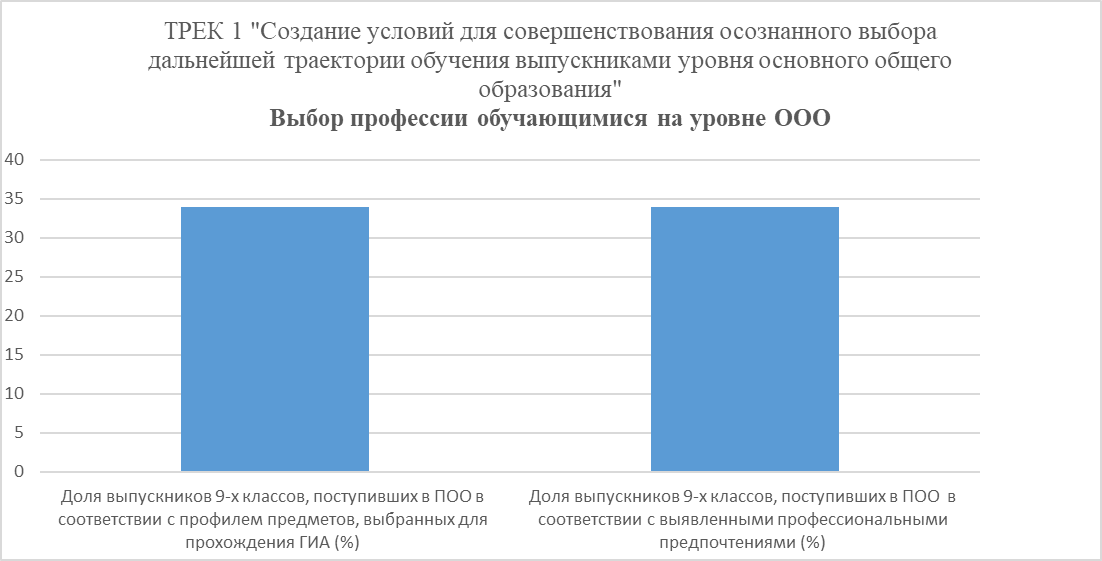 ТРЕК 1 "Создание условий для совершенствования осознанного выбора
дальнейшей траектории обучения выпускниками уровня основного общего
образования"
Выбор профессии обучающимися на уровне ООО
40
35
30
25
20
15
10
5
0
Доля выпускников 9-х классов, поступивших в ПОО в
соответствии с профилем предметов, выбранных для
прохождения ГИА (%)
Доля выпускников 9-х классов, поступивших в ПОО в
соответствии с выявленными профессиональными
предпочтениями (%)